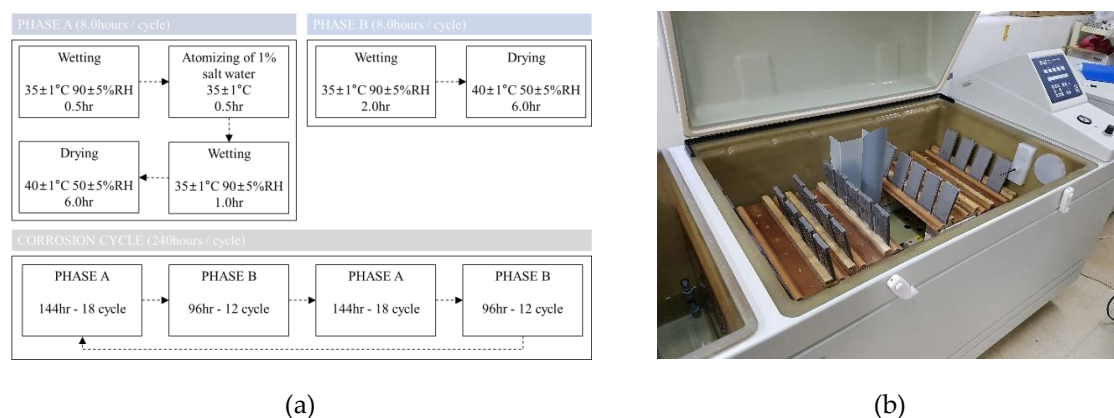 PHASE A (8.0hours / cycle)
Wetting
35±1°C 90±5%RH
0.5hr
Atomizing of 1%
salt water
35±1°C
0.5hr
Drying
40±1°C 50±5%RH
6.0hr
Wetting
35±1°C 90±5%RH
1.0hr
PHASE B (8.0hours / cycle)
Wetting
35±1°C 90±5%RH
2.0hr
Drying
40±1°C 50±5%RH
6.0hr
CORROSION CYCLE (240hours / cycle)
PHASE A
144hr - 18 cycle
PHASE B
96hr - 12 cycle
PHASE A
144hr - 18 cycle
PHASE B
96hr - 12 cycle
(a)
(b)